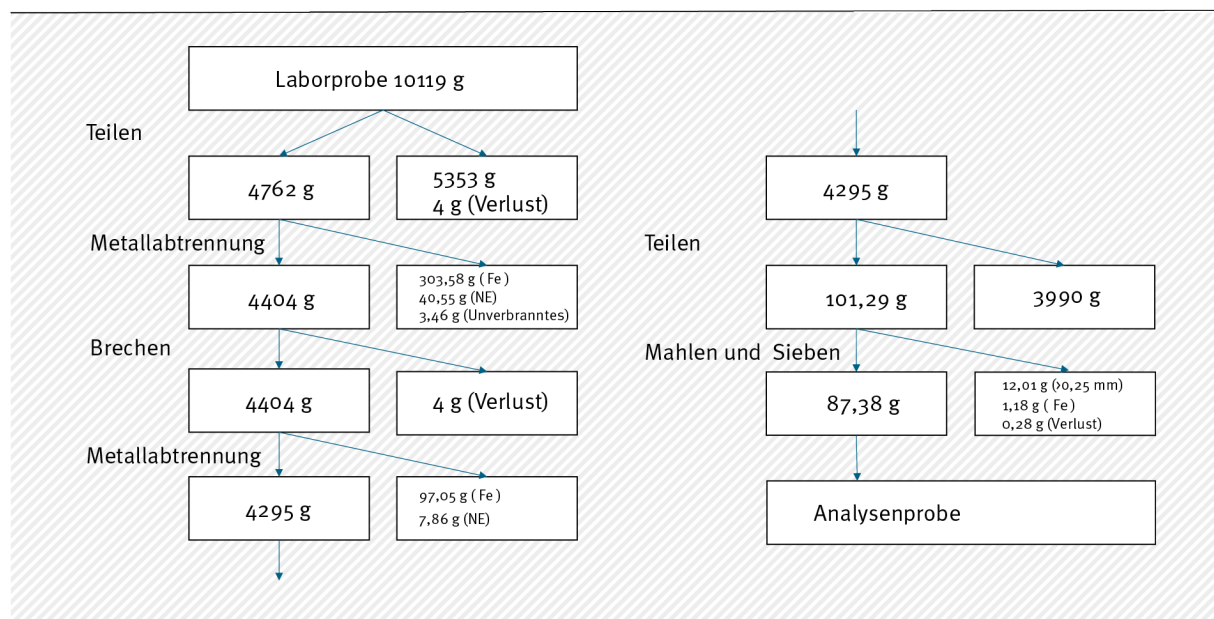 Laborprobe 10119 g
Teilen
4762 g
5353 g
4 g (Verlust)
Metallabtrennung
4404 g
303,58 g ( Fe )
40,55 g (NE)
3,46 g (Unverbranntes)
Brechen
4404 g
4 g (Verlust)
Metallabtrennung
4295 g
97,05 g ( Fe )
7,86 g (NE)
4295 g
Teilen
101,29 g
3990 g
Mahlen und Sieben
87,38 g
12,01 g (>0,25 mm)
1,18 g ( Fe )
0,28 g (Verlust)
Analysenprobe